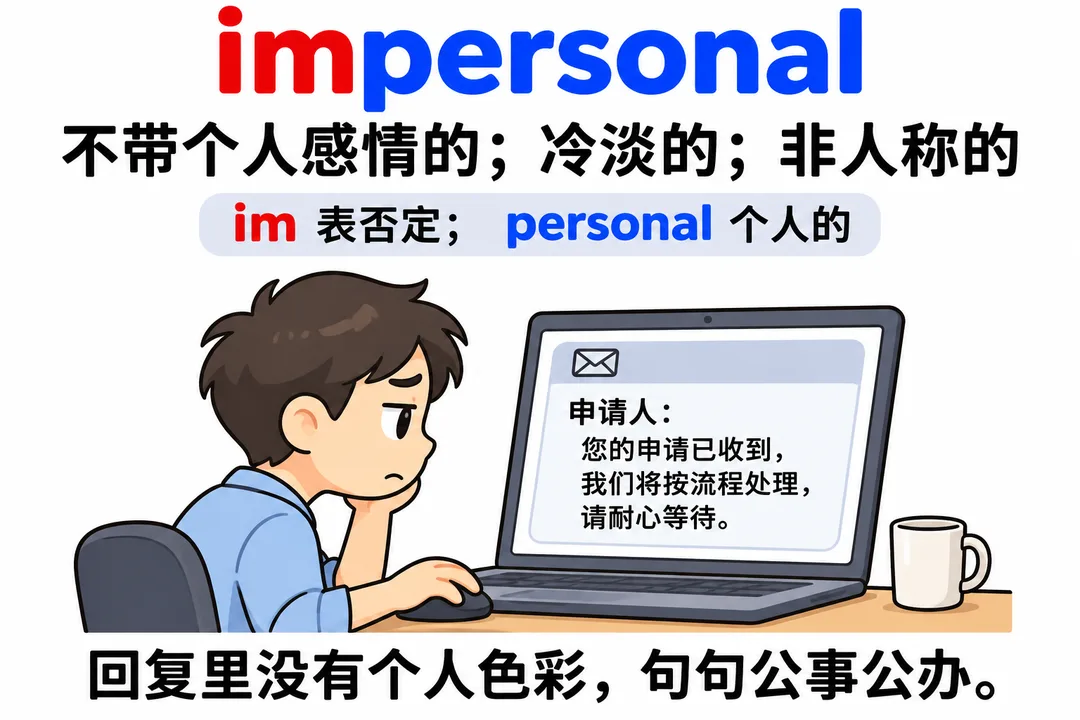 impersonal
不带个人感情的；冷淡的；非人称的
im 表否定； personal 个人的
申请人：
您的申请已收到，
我们将按流程处理，
请耐心等待。
回复里没有个人色彩，句句公事公办。